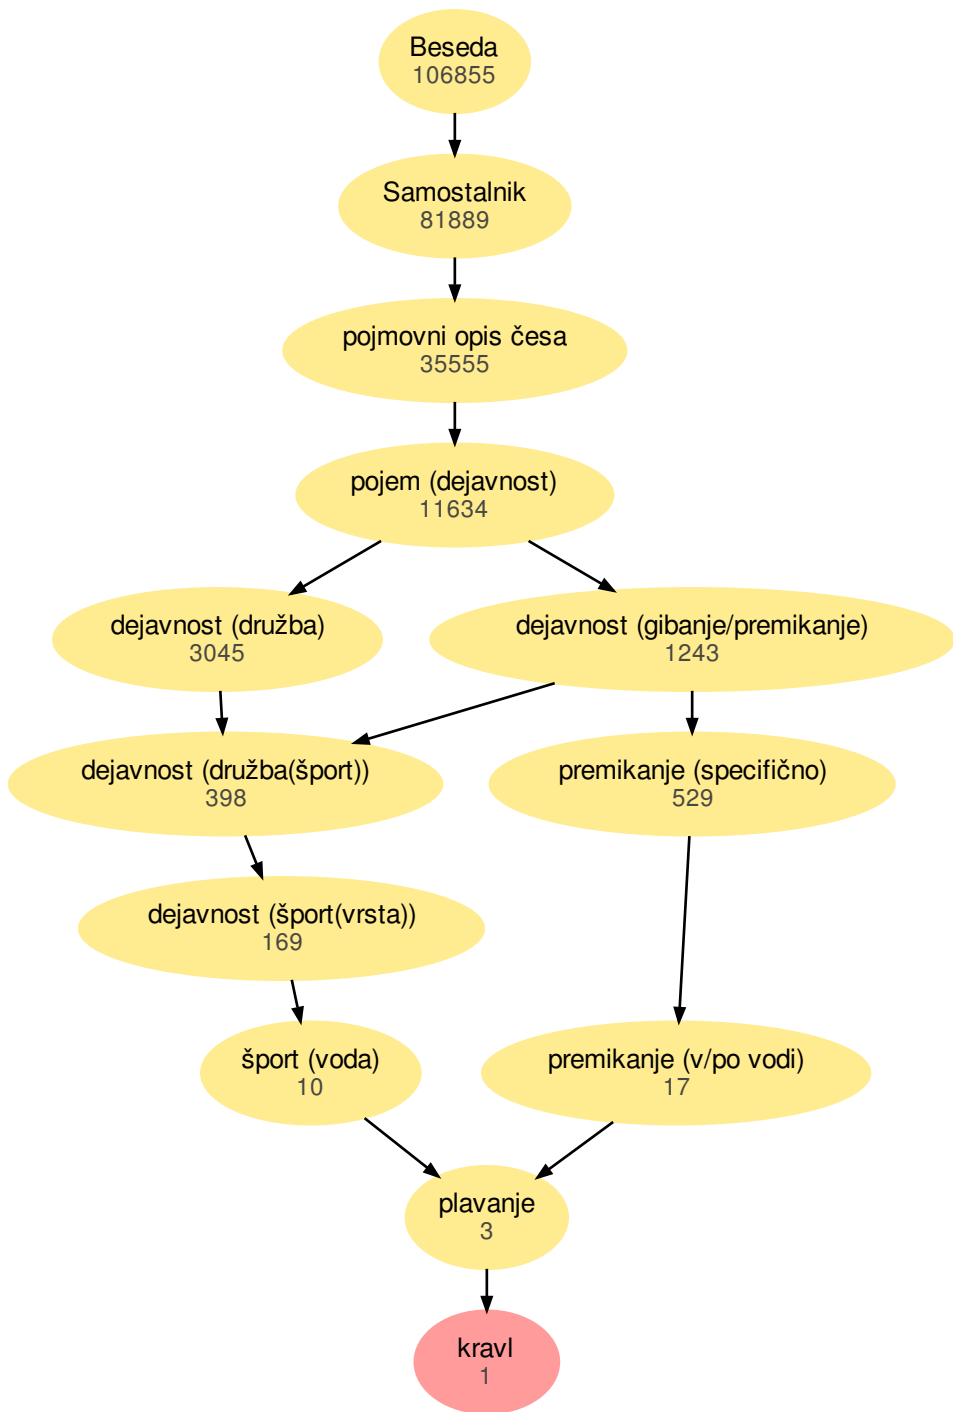 Beseda
106855
Samostalnik
81889
pojmovni opis česa
35555
pojem (dejavnost)
11634
dejavnost (družba)
3045
dejavnost (gibanje/premikanje)
1243
dejavnost (družba(šport))
398
premikanje (specifično)
529
dejavnost (šport(vrsta))
169
šport (voda)
10
premikanje (v/po vodi)
17
plavanje
3
kravl
1